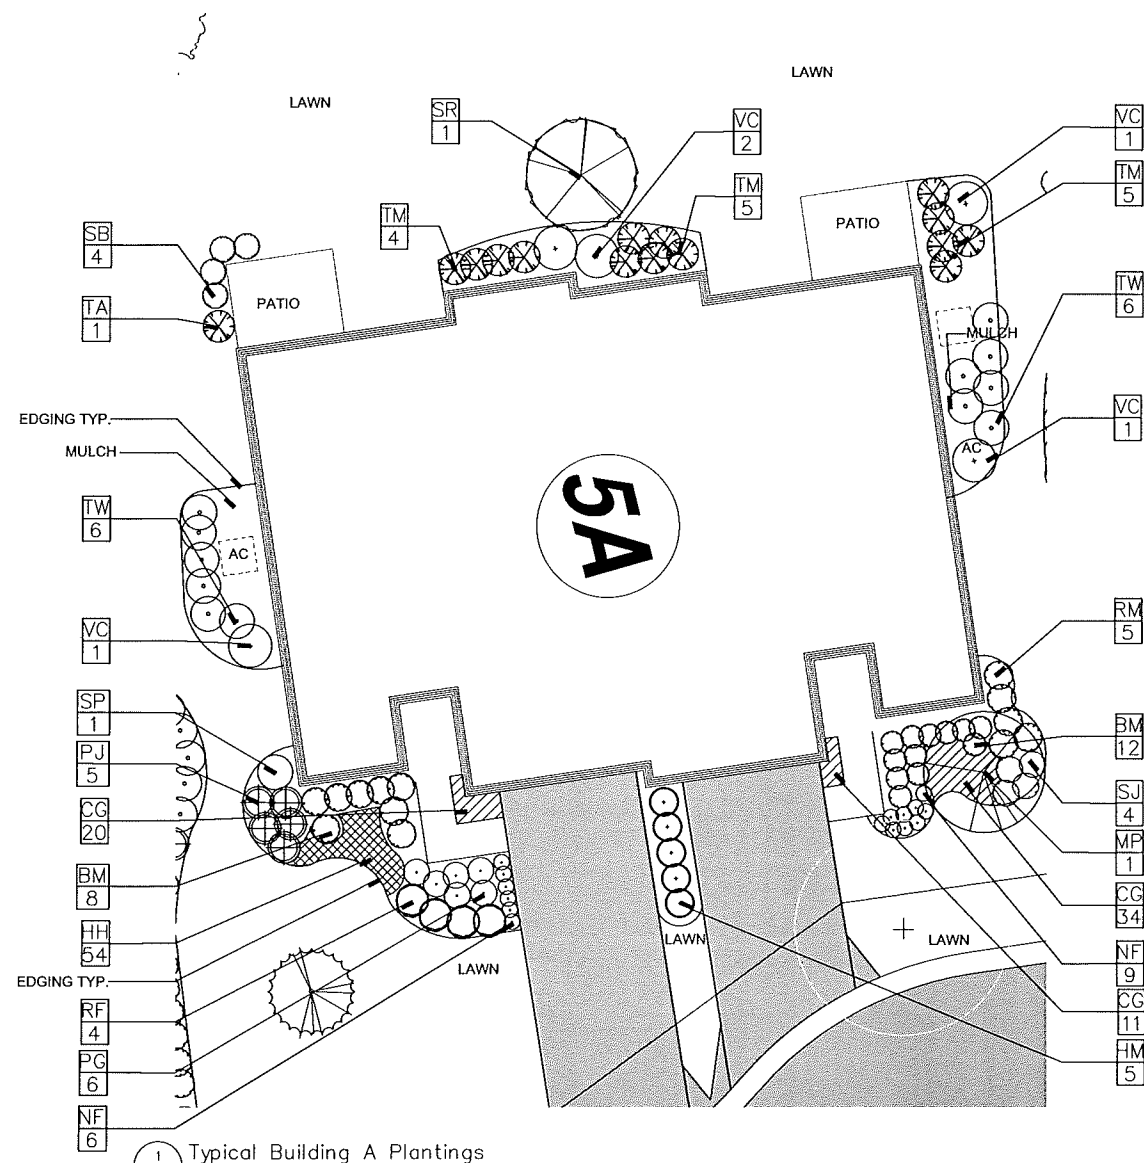 LAWN
LAWN
SR
1
VC
2
VC
1
TM
5
TM
5
TM
4
SB
4
PATIO
PATIO
TW
6
TA
1
MULCH
VC
1
EDGING TYP.
MULCH
AC
TW
6
AC
5A
VC
1
RM
5
SP
1
PJ
5
CG
20
BM
8
HH
54
EDGING TYP.
RF
4
PG
6
NF
6
BM
12
SJ
4
MP
1
CG
34
NF
9
CG
11
HM
5
LAWN
LAWN
LAWN
1 Typical Building A Plantings